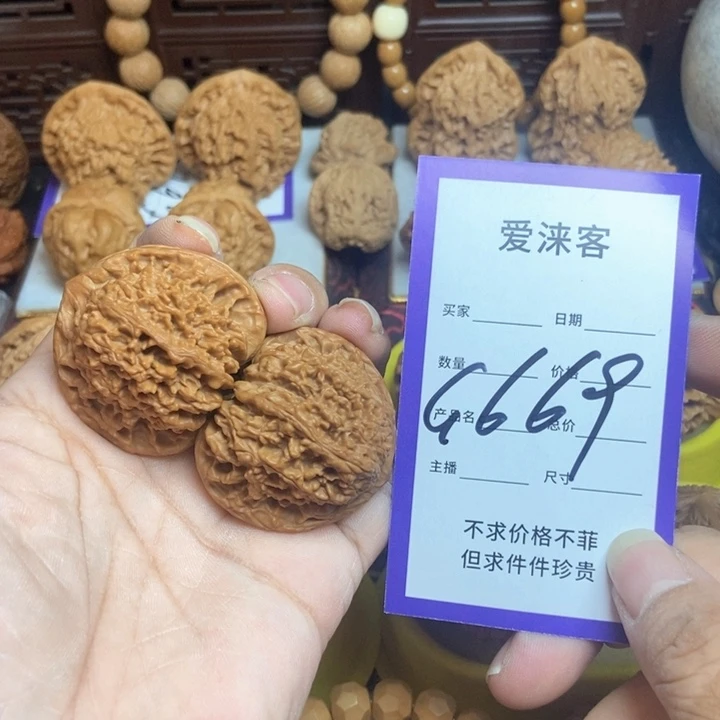 爱涞客
买家 日期
数量 价格
G669
产品名 总价
主播 尺寸
不求价格不菲
但求件件珍贵